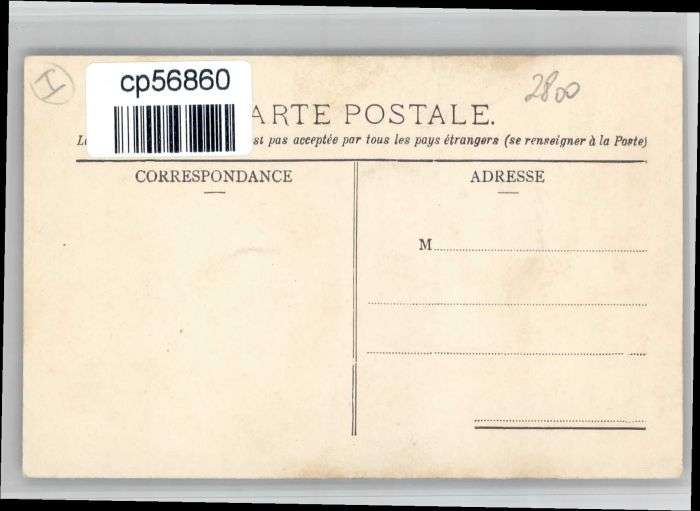 cp56860
2800
ARTE POSTALE.
st pas acceptée par tous les pays étrangers (se renseigner à la Poste)
CORRESPONDANCE
ADRESSE
M